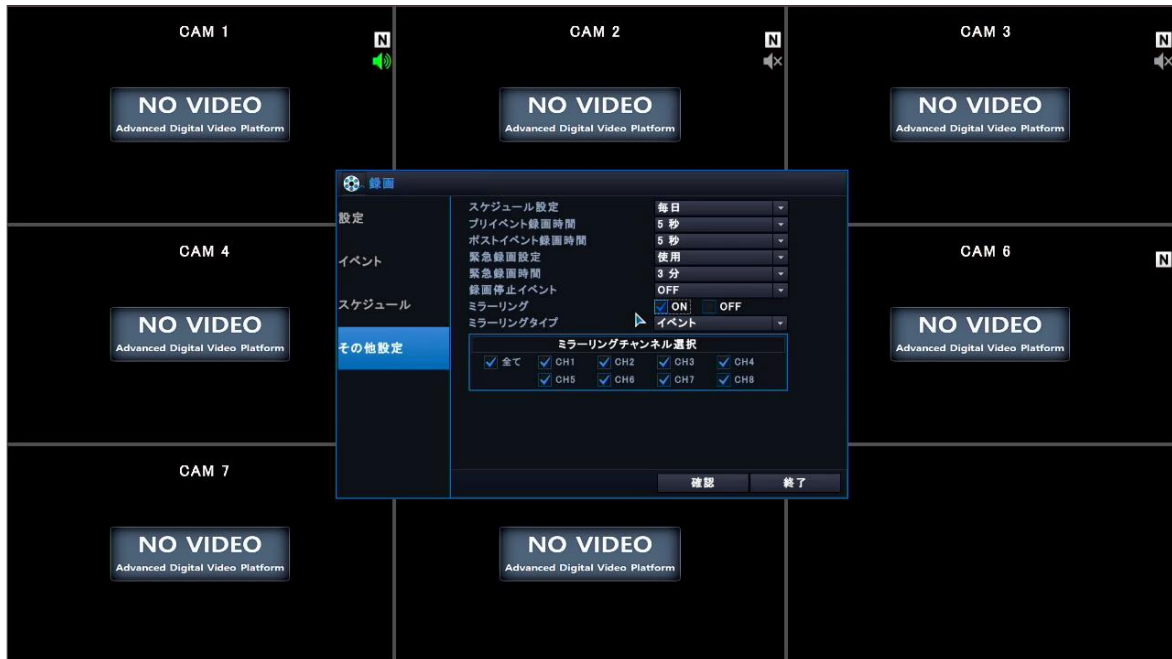 CAM 1
N
NO VIDEO
Advanced Digital Video Platform
CAM 2
N
NO VIDEO
Advanced Digital Video Platform
CAM 3
N
NO VIDEO
Advanced Digital Video Platform
録画
設定
イベント
スケジュール
その他設定
スケジュール設定 毎日
プリイベント録画時間 5 秒
ポストイベント録画時間 5 秒
緊急録画設定 使用
緊急録画時間 3 分
録画停止イベント OFF
ミラーリング ON OFF
ミラーリングタイプ イベント
ミラーリングチャンネル選択
全て CH1 CH2 CH3 CH4
CH5 CH6 CH7 CH8
確認 終了
CAM 4
NO VIDEO
Advanced Digital Video Platform
CAM 6
N
NO VIDEO
Advanced Digital Video Platform
CAM 7
NO VIDEO
Advanced Digital Video Platform
NO VIDEO
Advanced Digital Video Platform